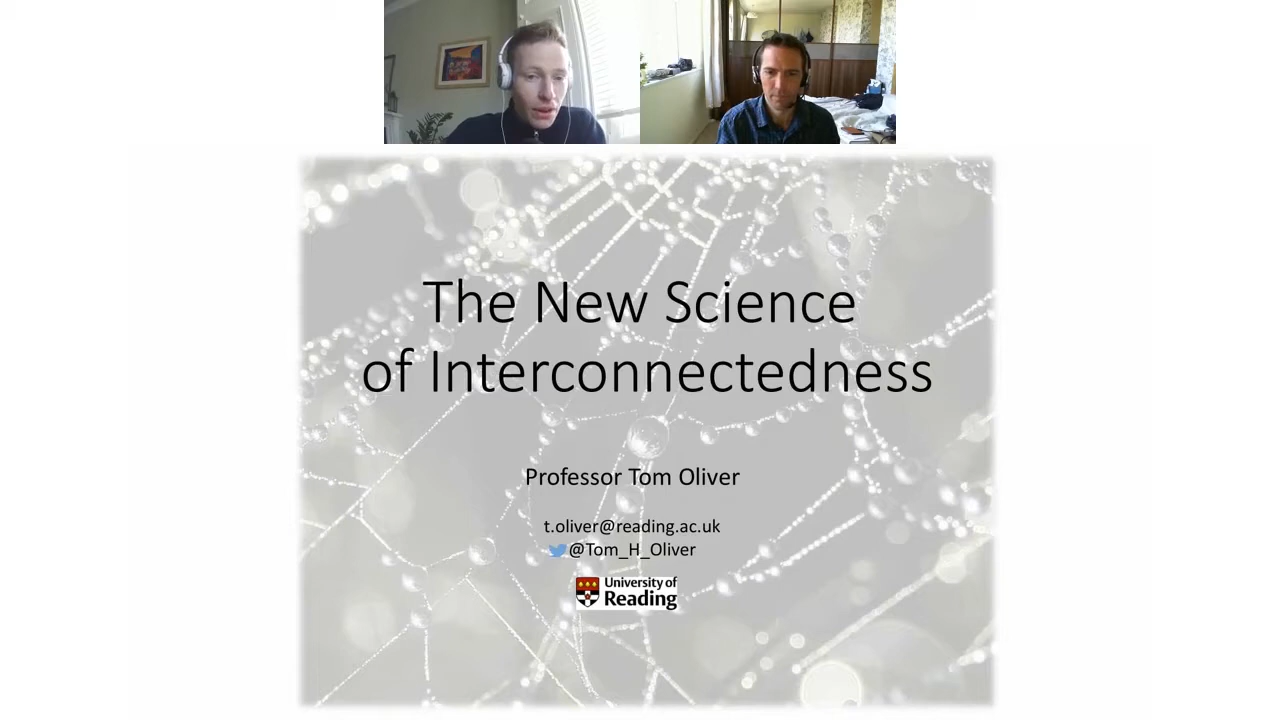 The New Science
of Interconnectedness
Professor Tom Oliver
t.oliver@reading.ac.uk
@Tom_H_Oliver
University of
Reading